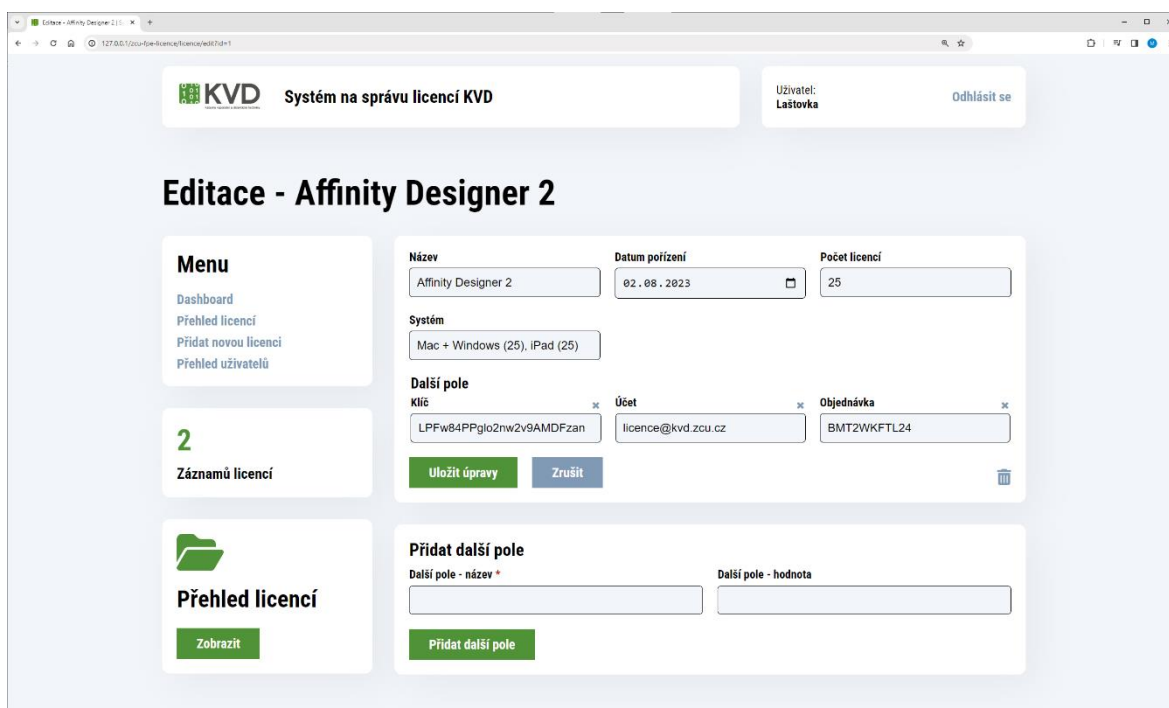 Editace - Affinity Designer 2 |
127.0.0.1/zcu-fpe-licence/licence/edit?id=1
KVD
Systém na správu licencí KVD
Uživatel:
Laštovka
Odhlásit se
Editace - Affinity Designer 2
Menu
Dashboard
Přehled licencí
Přidat novou licenci
Přehled uživatelů
2
Záznamů licencí
Přehled licencí
Zobrazit
Název
Datum pořízení
Počet licencí
Affinity Designer 2
02.08.2023
25
Systém
Mac + Windows (25), iPad (25)
Další pole
Klíč
Účet
Objednávka
LPFw84PPglo2nw2v9AMDFzan
licence@kvd.zcu.cz
BMT2WKFTL24
Uložit úpravy
Zrušit
Přidat další pole
Další pole - název *
Další pole - hodnota
Přidat další pole